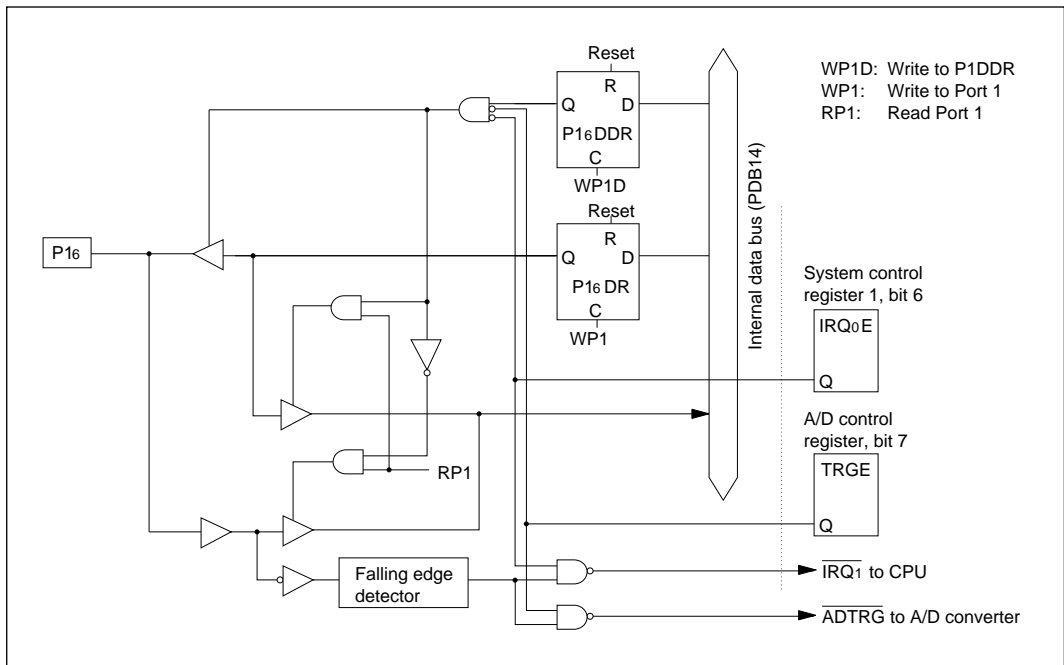 Reset
R
Q
D
P16DDR
C
WP1D
WP1D: Write to P1DDR
WP1: Write to Port 1
RP1: Read Port 1
Reset
R
Q
D
P16DR
C
WP1
P16
Internal data bus (PDB14)
System control
register 1, bit 6
IRQ0E
Q
A/D control
register, bit 7
TRGE
Q
RP1
Falling edge
detector
IRQ1 to CPU
ADTRG to A/D converter